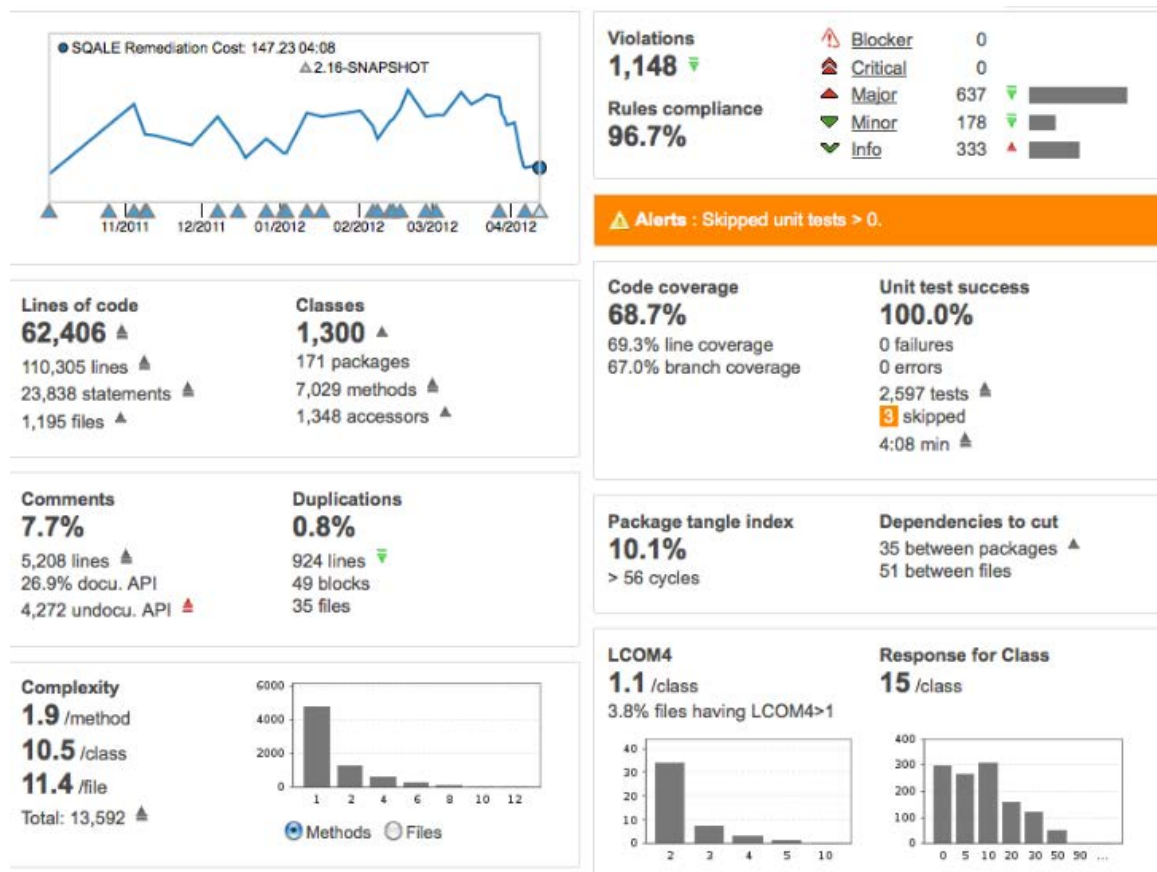 SQALE Remediation Cost: 147.23 04:08
2.16-SNAPSHOT
11/2011 12/2011 01/2012 02/2012 03/2012 04/2012
Lines of code
62,406
110,305 lines
23,838 statements
1,195 files
Classes
1,300
171 packages
7,029 methods
1,348 accessors
Comments
7.7%
5,208 lines
26.9% docu. API
4,272 undocu. API
Duplications
0.8%
924 lines
49 blocks
35 files
Complexity
1.9 /method
10.5 /class
11.4 /file
Total: 13,592
6000
4000
2000
0
1 2 4 6 8 10 12
Methods Files
Violations
1,148
Rules compliance
96.7%
Blocker 0
Critical 0
Major 637
Minor 178
Info 333
Alerts : Skipped unit tests > 0.
Code coverage
68.7%
69.3% line coverage
67.0% branch coverage
Unit test success
100.0%
0 failures
0 errors
2,597 tests
3 skipped
4:08 min
Package tangle index
10.1%
> 56 cycles
Dependencies to cut
35 between packages
51 between files
LCOM4
1.1 /class
3.8% files having LCOM4>1
40
30
20
10
0
2 3 4 5 10
Response for Class
15 /class
400
300
200
100
0
0 5 10 20 30 50 90 ...